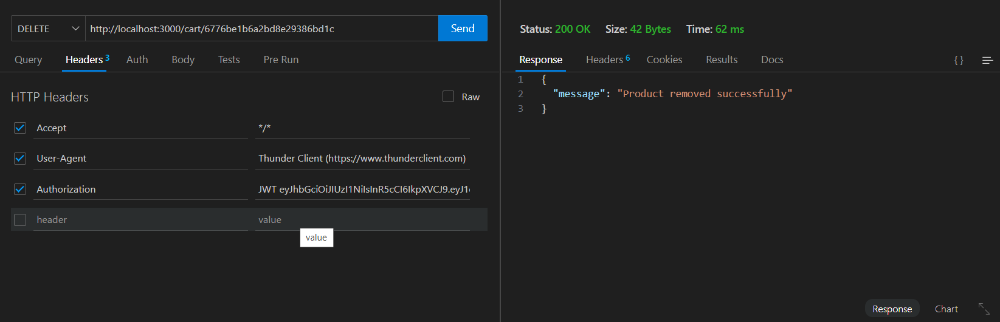 DELETE http://localhost:3000/cart/6776be1b6a2bd8e29386bd1c Send
Query Headers 3 Auth Body Tests Pre Run
HTTP Headers Raw
Accept */*
User-Agent Thunder Client (https://www.thunderclient.com)
Authorization JWT eyJhbGciOiJIUzI1NiIsInR5cCI6IkpXVCJ9.eyJ1
header value
value
Status: 200 OK Size: 42 Bytes Time: 62 ms
Response Headers 6 Cookies Results Docs { }
1 {
2 "message": "Product removed successfully"
3 }
Response Chart